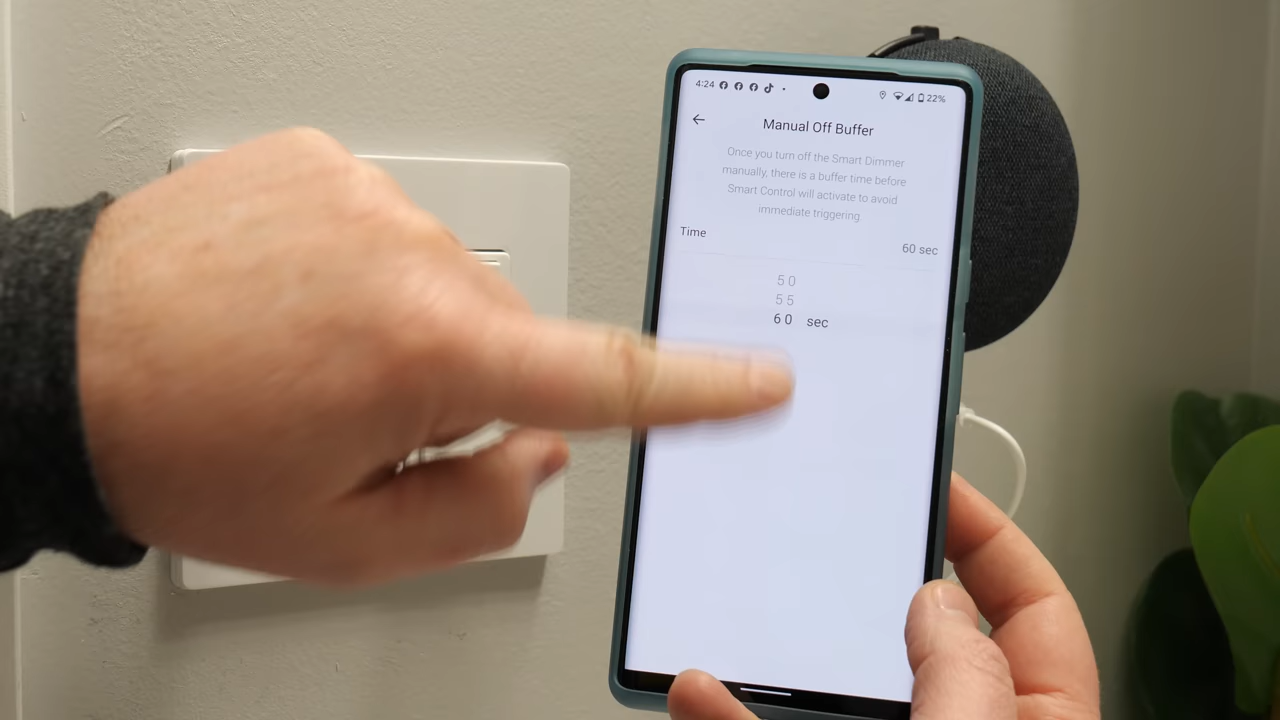 4:24
22%
Manual Off Buffer
Once you turn off the Smart Dimmer
manually, there is a buffer time before
Smart Control will activate to avoid
immediate triggering.
Time
60 sec
50
55
60 sec